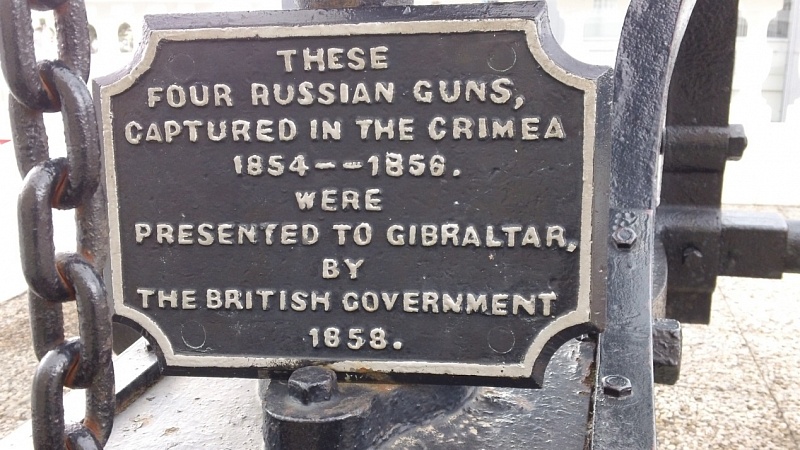 THESE
FOUR RUSSIAN GUNS,
CAPTURED IN THE CRIMEA
1854--1856.
WERE
PRESENTED TO GIBRALTAR,
BY
THE BRITISH GOVERNMENT
1858.